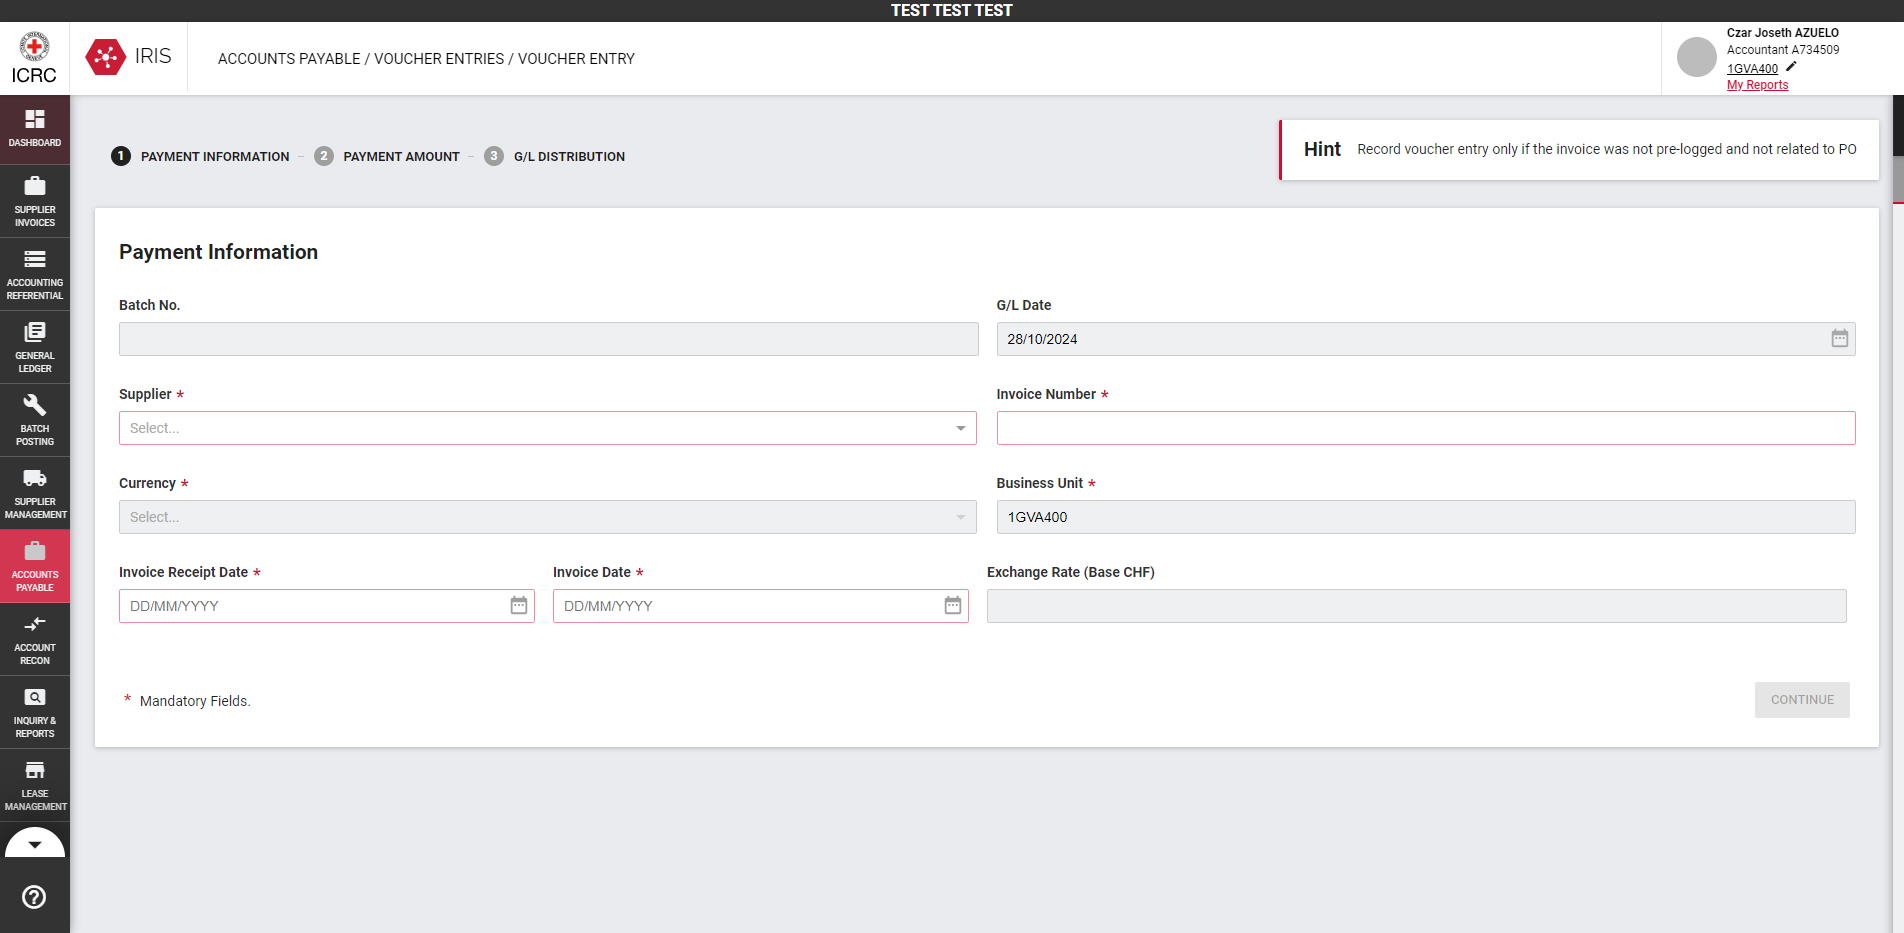 TEST TEST TEST
ICRC
IRIS
ACCOUNTS PAYABLE / VOUCHER ENTRIES / VOUCHER ENTRY
Czar Joseth AZUELO
Accountant A734509
1GVA400
My Reports
DASHBOARD
SUPPLIER
INVOICES
ACCOUNTING
REFERENTIAL
GENERAL
LEDGER
BATCH
POSTING
SUPPLIER
MANAGEMENT
ACCOUNTS
PAYABLE
ACCOUNT
RECON
INQUIRY &
REPORTS
LEASE
MANAGEMENT
1 PAYMENT INFORMATION – 2 PAYMENT AMOUNT – 3 G/L DISTRIBUTION
Hint Record voucher entry only if the invoice was not pre-logged and not related to PO
Payment Information
Batch No.
G/L Date
28/10/2024
Supplier *
Invoice Number *
Select...
Currency *
Business Unit *
Select...
1GVA400
Invoice Receipt Date *
Invoice Date *
Exchange Rate (Base CHF)
DD/MM/YYYY
DD/MM/YYYY
* Mandatory Fields.
CONTINUE